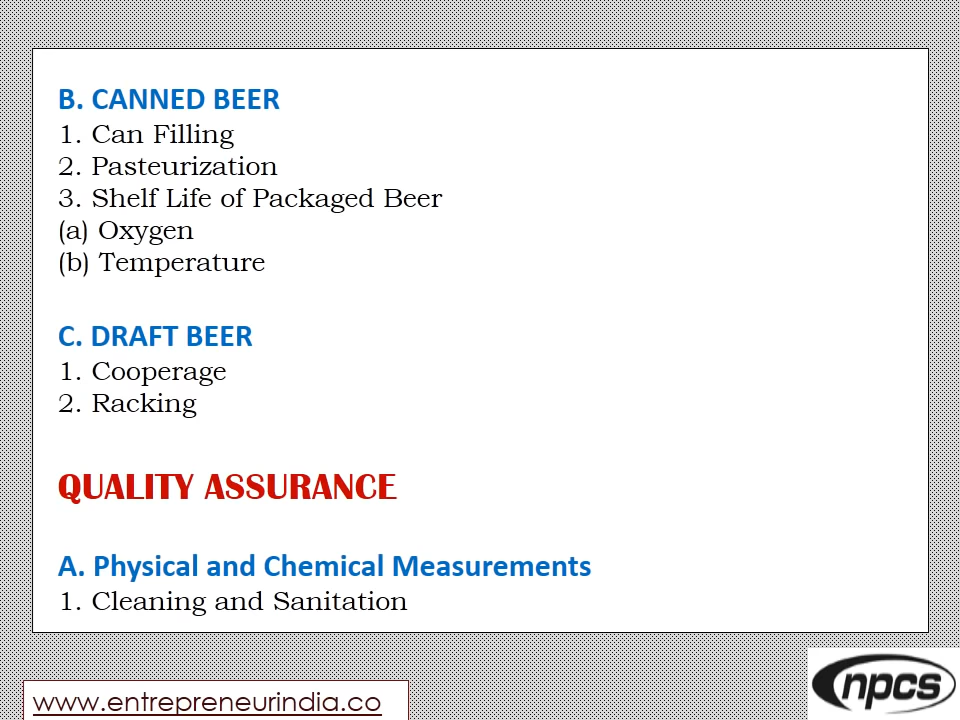 B. CANNED BEER
1. Can Filling
2. Pasteurization
3. Shelf Life of Packaged Beer
(a) Oxygen
(b) Temperature
C. DRAFT BEER
1. Cooperage
2. Racking
QUALITY ASSURANCE
A. Physical and Chemical Measurements
1. Cleaning and Sanitation
www.entrepreneurindia.co
npcs